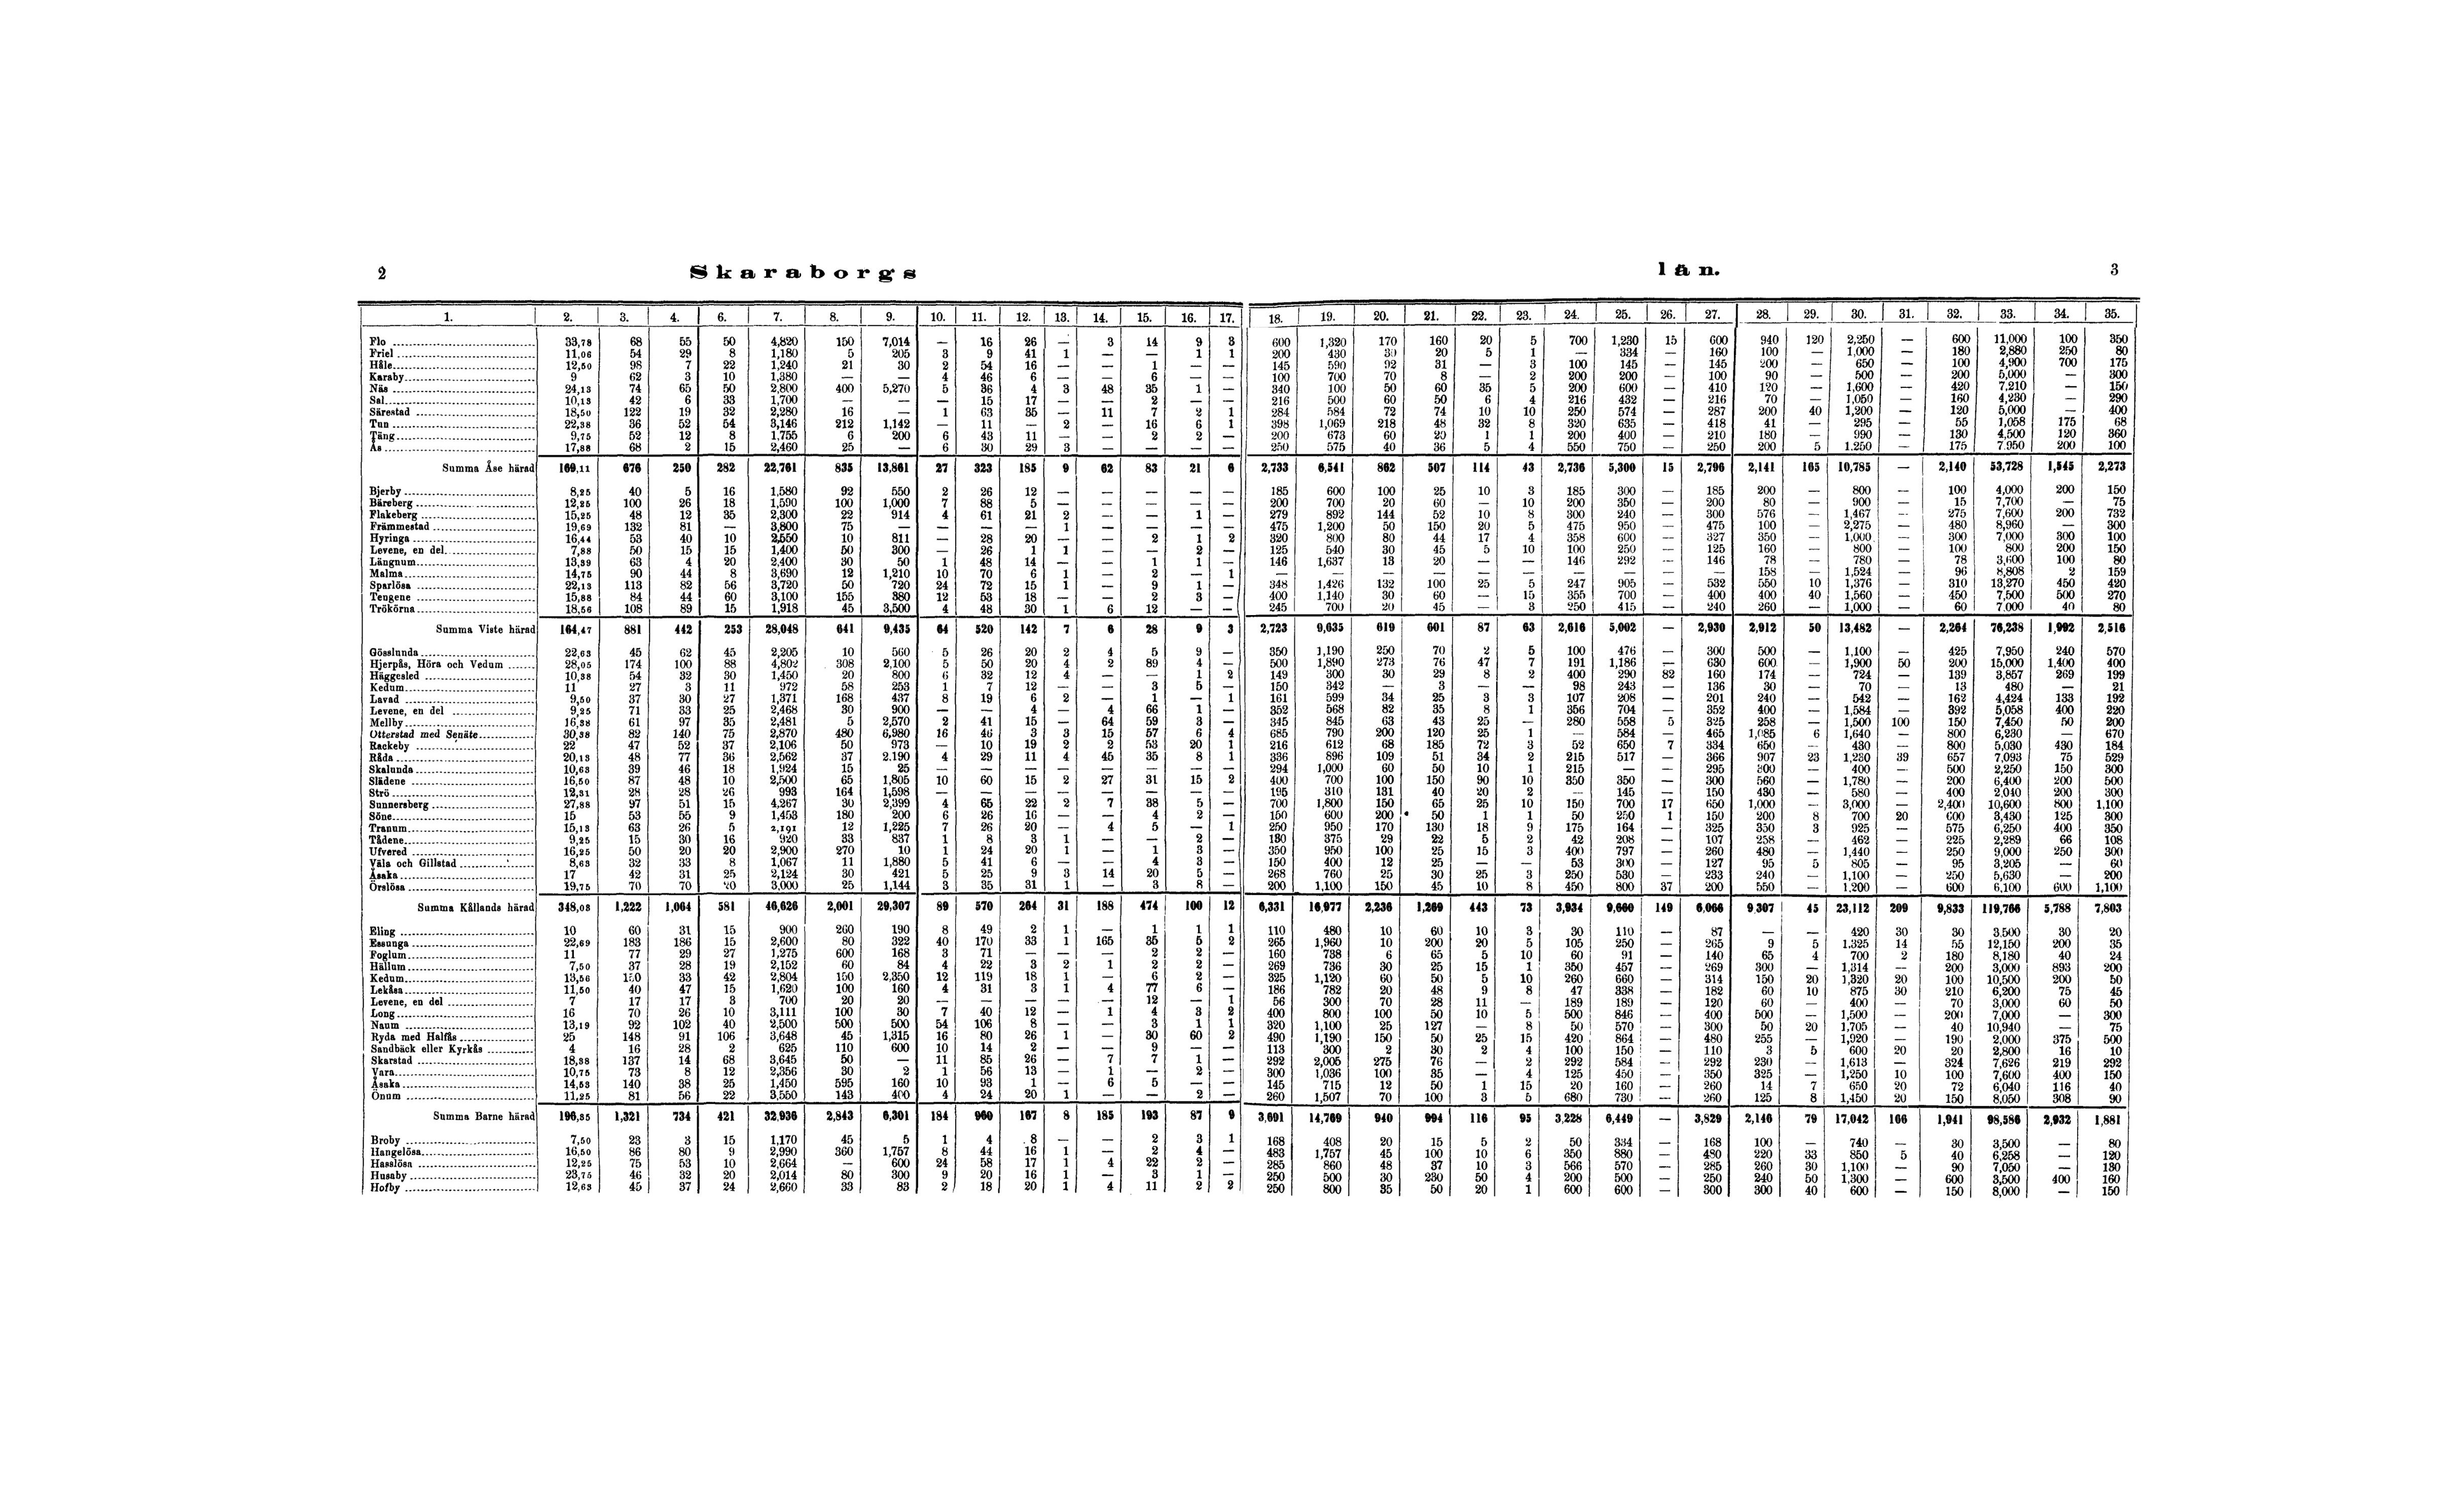 2 Skaraborgs län. 3
1. 2. 3. 4. 6. 7. 8. 9. 10. 11. 12. 13. 14. 15. 16. 17. 18. 19. 20. 21. 22. 23. 24. 25. 26. 27. 28. 29. 30. 31. 32. 33. 34. 35.
Flo 33,78 68 55 50 4,820 150 7,014 — 16 26 — 3 14 9 3 600 1,320 170 160 20 5 700 1,230 15 600 940 120 2,250 — 600 11,000 100 350
Friel 11,06 54 29 8 1,180 5 205 3 9 41 1 — — 1 1 200 430 30 20 5 1 — 334 — 160 100 — 1,000 — 180 2,880 250 80
Håle 12,50 98 7 22 1,240 21 30 2 54 16 — — 1 — — 145 590 92 31 — 3 100 145 — 145 200 — 650 — 100 4,900 700 175
Karaby 9 62 3 10 1,380 — — 4 46 6 — — 6 — — 100 700 70 8 — 2 200 200 — 100 90 — 500 — 200 5,000 — 300
Näs 24,13 74 65 50 2,800 400 5,270 5 36 4 3 48 35 1 — 340 100 50 60 35 5 200 600 — 410 120 — 1,600 — 420 7,210 — 150
Sal 10,13 42 6 33 1,700 — — — 15 17 — — 2 — — 216 500 60 50 6 4 216 432 — 216 70 — 1,050 — 160 4,230 — 290
Särestad 18,50 122 19 32 2,280 16 — 1 63 35 — 11 7 2 1 284 584 72 74 10 10 250 574 — 287 200 40 1,200 — 120 5,000 — 400
Tun 22,38 36 52 54 3,146 212 1,142 — 11 — 2 — 16 6 1 398 1,069 218 48 32 8 320 635 — 418 41 — 295 — 55 1,058 175 68
Täng 9,75 52 12 8 1,755 6 200 6 43 11 — — 2 2 — 200 673 60 20 1 1 200 400 — 210 180 — 990 — 130 4,500 120 360
Ås 17,88 68 2 15 2,460 25 — 6 30 29 3 — — — — 250 575 40 36 5 4 550 750 — 250 200 5 1.250 — 175 7.950 200 100
Summa Åse härad 169,11 676 250 282 22,761 835 13,861 27 323 185 9 62 83 21 6 2,733 6,541 862 507 114 43 2,736 5,300 15 2,796 2,141 165 10,785 — 2,140 53,728 1,545 2,273
Bjerby 8,25 40 5 16 1,580 92 550 2 26 12 — — — — — 185 600 100 25 10 3 185 300 — 185 200 — 800 — 100 4,000 200 150
Bäreberg 12,25 100 26 18 1,590 100 1,000 7 88 5 — — — — — 200 700 20 60 — 10 200 350 — 200 80 — 900 — 15 7,700 — 75
Flakeberg 15,25 48 12 35 2,300 22 914 4 61 21 2 — — 1 — 279 892 144 52 10 8 300 240 — 300 576 — 1,467 — 275 7,600 200 732
Främmestad 19,69 132 81 — 3,800 75 — — — — 1 — — — — 475 1,200 50 150 20 5 475 950 — 475 100 — 2,275 — 480 8,960 — 300
Hyringa 16,44 53 40 10 2,550 10 811 — 28 20 — — 2 1 2 320 800 80 44 17 4 358 600 — 327 350 — 1,000 — 300 7,000 300 100
Levene, en del 7,88 50 15 15 1,400 50 300 — 26 1 1 — — 2 — 125 540 30 45 5 10 100 250 — 125 160 — 800 — 100 800 200 150
Längnum 13,39 63 4 20 2,400 30 50 1 48 14 — — 1 1 — 146 1,637 13 20 — — 146 292 — 146 78 — 780 — 78 3,600 100 80
Malma 14,75 90 44 8 3,690 12 1,210 10 70 6 1 — 2 — 1 — — — — — — — — — — 158 — 1,524 — 96 8,808 2 159
Sparlösa 22,13 113 82 56 3,720 50 720 24 72 15 1 — 9 1 — 348 1,426 132 100 25 5 247 905 — 532 550 10 1,376 — 310 13,270 450 420
Tengene 15,88 84 44 60 3,100 155 380 12 53 18 — — 2 3 — 400 1,140 30 60 — 15 355 700 — 400 400 40 1,560 — 450 7,500 500 270
Trökörna 18,56 108 89 15 1,918 45 3,500 4 48 30 1 6 12 — — 245 700 20 45 — 3 250 415 — 240 260 — 1,000 — 60 7.000 40 80
Summa Viste härad 164,47 881 442 253 28,048 641 9,435 64 520 142 7 6 28 9 3 2,723 9,635 619 601 87 63 2,616 5,002 — 2,930 2,912 50 13,482 — 2,264 76,238 1,992 2,516
Gösslunda 22,63 45 62 45 2,205 10 560 5 26 20 2 4 5 9 — 350 1,190 250 70 2 5 100 476 — 300 500 — 1,100 — 425 7,950 240 570
Hjerpås, Höra och Vedum 28,05 174 100 88 4,802 308 2,100 5 50 20 4 2 89 4 — 500 1,890 273 76 47 7 191 1,186 — 630 600 — 1,900 50 200 15,000 1,400 400
Häggesled 10,38 54 32 30 1,450 20 800 6 32 12 4 — — 1 2 149 300 30 29 8 2 400 290 82 160 174 — 724 — 139 3,857 269 199
Kedum 11 27 3 11 972 58 253 1 7 12 — — 3 5 — 150 342 — 3 — — 98 243 — 136 30 — 70 — 13 480 — 21
Lavad 9,50 37 30 27 1,371 168 437 8 19 6 2 — 1 — 1 161 599 34 25 3 3 107 208 — 201 240 — 542 — 162 4,424 133 192
Levene, en del 9,25 71 33 25 2,468 30 900 — — 4 — 4 66 1 — 352 568 82 35 8 1 356 704 — 352 400 — 1,584 — 392 5,058 400 220
Mellby 16,38 61 97 35 2,481 5 2,570 2 41 15 — 64 59 3 — 345 845 63 43 25 — 280 558 5 325 258 — 1,500 100 150 7,450 50 200
Otterstad med Senäte 30,38 82 140 75 2,870 480 6,980 16 46 3 3 15 57 6 4 685 790 200 120 25 1 — 584 — 465 1,085 6 1,640 — 800 6,230 — 670
Rackeby 22 47 52 37 2,106 50 973 — 10 19 2 2 53 20 1 216 612 68 185 72 3 52 650 7 334 650 — 430 — 800 5,030 430 184
Råda 20,13 48 77 36 2,562 37 2.190 4 29 11 4 45 35 8 1 336 896 109 51 34 2 215 517 — 366 907 23 1,230 39 657 7,093 75 529
Skalunda 10,63 39 46 18 1,924 15 25 — — — — — — — — 294 1,000 60 50 10 1 215 — — 295 300 — 400 — 500 2,250 150 300
Slädene 16,50 87 48 10 2,500 65 1,805 10 60 15 2 27 31 15 2 400 700 100 150 90 10 350 350 — 300 560 — 1,780 — 200 6,400 200 500
Strö 12,31 28 28 26 993 164 1,598 — — — — — — — — 195 310 131 40 20 2 — 145 — 150 430 — 580 — 400 2,040 200 300
Sunnersberg 27,88 97 51 15 4,267 30 2,399 4 65 22 2 7 38 5 — 700 1,800 150 65 25 10 150 700 17 650 1,000 — 3,000 — 2,400 10,600 800 1,100
Söne 15 53 55 9 1,453 180 200 6 26 16 — — 4 2 — 150 600 200 50 1 1 50 250 1 150 200 8 700 20 600 3,430 125 300
Tranum 15,13 63 26 5 2,191 12 1,225 7 26 20 — 4 5 — 1 250 950 170 130 18 9 175 164 — 325 350 3 925 — 575 6,250 400 350
Tådene 9,25 15 30 16 920 33 837 1 8 3 1 — — 2 — 130 375 29 22 5 2 42 208 — 107 258 — 462 — 225 2,289 66 108
Ufvered 16,25 50 20 20 2,900 270 10 1 24 20 1 — 1 3 — 350 950 100 25 15 3 400 797 — 260 480 — 1,440 — 250 9,000 250 300
Väla och Gillstad 8,63 32 33 8 1,067 11 1,880 5 41 6 — — 4 3 — 150 400 12 25 — — 53 300 — 127 95 5 805 — 95 3,205 — 60
Åsaka 17 42 31 25 2,124 30 421 5 25 9 3 14 20 5 — 268 760 25 30 25 3 250 530 — 233 240 — 1,100 — 250 5,630 — 200
Örslösa 19,75 70 70 20 3,000 25 1,144 3 35 31 1 — 3 8 — 200 1,100 150 45 10 8 450 800 37 200 550 — 1,200 — 600 6,100 600 1,100
Summa Kållands härad 348,08 1,222 1,064 581 46,626 2,001 29,307 89 570 264 31 188 474 100 12 6,331 16,977 2,236 1,269 443 73 3,934 9,660 149 6,066 9,307 45 23,112 209 9,833 119,766 5,788 7,803
Eling 10 60 31 15 900 260 190 8 49 2 1 — 1 1 1 110 480 10 60 10 3 30 110 — 87 — — 420 30 30 3.500 30 20
Essunga 22,69 183 186 15 2,600 80 322 40 170 33 1 165 35 5 2 265 1,960 10 200 20 5 105 250 — 265 9 5 1.325 14 55 12,150 200 35
Foglum 11 77 29 27 1,275 600 168 3 71 — — — 2 2 — 160 738 6 65 5 10 60 91 — 140 65 4 700 2 180 8,180 40 24
Hällum 7,50 37 28 19 2,152 60 84 4 22 3 2 1 2 2 — 269 736 30 25 15 1 350 457 — 269 300 — 1,314 — 200 3,000 893 200
Kedum 13,56 150 33 42 2,804 150 2,350 12 119 18 1 — 6 2 — 325 1,120 60 50 5 10 260 660 — 314 150 20 1,320 20 100 10,500 200 50
Lekåsa 11,50 40 47 15 1,620 100 160 4 31 3 1 4 77 6 — 186 782 20 48 9 8 47 338 — 182 60 10 875 30 210 6,200 75 45
Levene, en del 7 17 17 3 700 20 20 — — — — — 12 — 1 56 300 70 28 11 — 189 189 — 120 60 — 400 — 70 3,000 60 50
Long 16 70 26 10 3,111 100 30 7 40 12 — 1 4 3 2 400 800 100 50 10 5 500 846 — 400 500 — 1,500 — 200 7,000 — 300
Naum 13,19 92 102 40 2,500 500 500 54 106 8 — — 3 1 1 320 1,100 25 127 — 8 50 570 — 300 50 20 1,705 — 40 10,940 — 75
Ryda med Halfås 25 148 91 106 3,648 45 1,315 16 80 26 1 — 30 60 2 490 1,190 150 50 25 15 420 864 — 480 255 — 1,920 — 190 2,000 375 500
Sandbäck eller Kyrkås 4 16 28 2 625 110 600 10 14 2 — — 9 — — 113 300 2 30 2 4 100 150 — 110 3 5 600 20 20 2,800 16 10
Skarstad 18,88 137 14 68 3,645 50 — 11 85 26 — 7 7 1 — 292 2,005 275 76 — 2 292 584 — 292 230 — 1,613 — 324 7,626 219 292
Vara 10,75 73 8 12 2,356 30 2 1 56 13 — 1 — 2 — 300 1,036 100 35 — 4 125 450 — 350 325 — 1,250 10 100 7,600 400 150
Åsaka 14,53 140 38 25 1,450 595 160 10 93 1 — 6 5 — — 145 715 12 50 1 15 20 160 — 260 14 7 650 20 72 6,040 116 40
Önum 11,25 81 56 22 3,550 143 400 4 24 20 1 — — 2 — 260 1,507 70 100 3 5 680 730 — 260 125 8 1,450 20 150 8,050 308 90
Summa Barne härad 196,35 1,321 734 421 32,936 2,843 6,301 184 960 167 8 185 193 87 9 3,691 14,769 940 994 116 95 3,228 6,449 — 3,829 2,146 79 17,042 166 1,941 98,586 2,932 1,881
Broby 7,50 23 3 15 1,170 45 5 1 4 8 — — 2 3 1 168 408 20 15 5 2 50 334 — 168 100 — 740 — 30 3,500 — 80
Hangelösa 16,50 86 80 9 2,990 360 1,757 8 44 16 1 — 2 4 — 483 1,757 45 100 10 6 350 880 — 480 220 33 850 5 40 6,258 — 120
Hasslösa 12,25 75 53 10 2,664 — 600 24 58 17 1 4 22 2 — 285 860 48 37 10 3 566 570 — 285 260 30 1,100 — 90 7,050 — 130
Husaby 23,75 46 32 20 2,014 80 300 9 20 16 1 — 3 1 — 250 500 30 230 50 4 200 500 — 250 240 50 1,300 — 600 3,500 400 160
Hofby 12,63 45 37 24 2,660 33 83 2 18 20 1 4 11 2 2 250 800 35 50 20 1 600 600 — 300 300 40 600 — 150 8,000 — 150